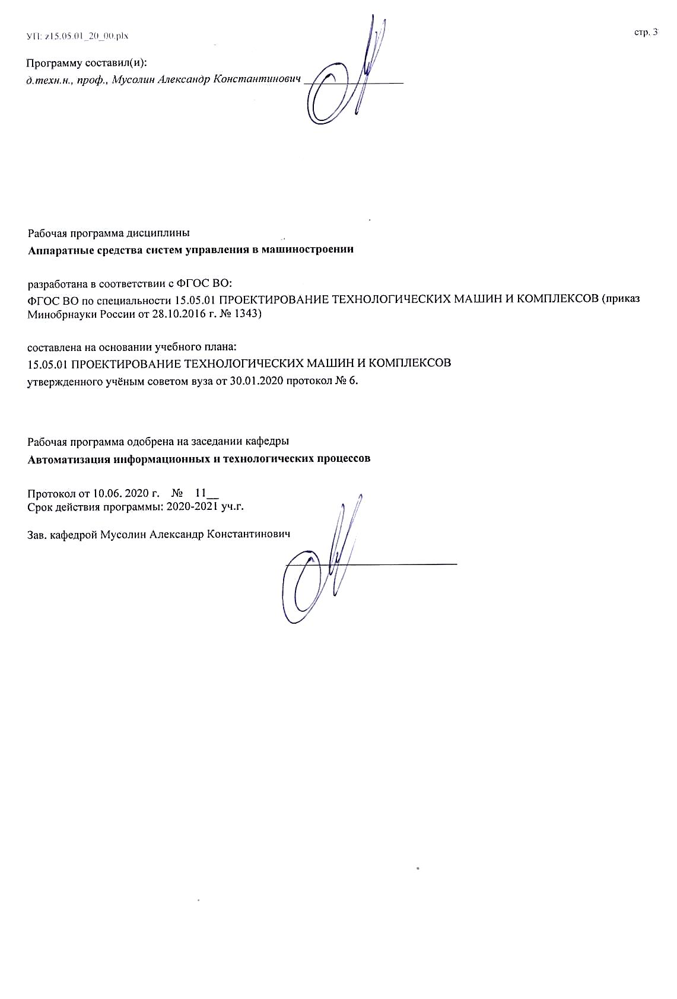 УП: z15.05.01_20_00.plx
стр. 3
Программу составил(и):
д.техн.н., проф., Мусолин Александр Константинович
Рабочая программа дисциплины
Аппаратные средства систем управления в машиностроении
разработана в соответствии с ФГОС ВО:
ФГОС ВО по специальности 15.05.01 ПРОЕКТИРОВАНИЕ ТЕХНОЛОГИЧЕСКИХ МАШИН И КОМПЛЕКСОВ (приказ
Минобрнауки России от 28.10.2016 г. № 1343)
составлена на основании учебного плана:
15.05.01 ПРОЕКТИРОВАНИЕ ТЕХНОЛОГИЧЕСКИХ МАШИН И КОМПЛЕКСОВ
утвержденного учёным советом вуза от 30.01.2020 протокол № 6.
Рабочая программа одобрена на заседании кафедры
Автоматизация информационных и технологических процессов
Протокол от 10.06. 2020 г. № 11__
Срок действия программы: 2020-2021 уч.г.
Зав. кафедрой Мусолин Александр Константинович